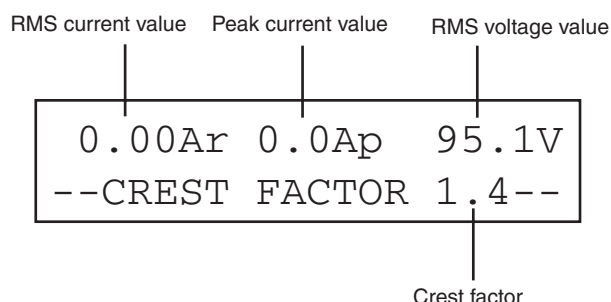 RMS current value Peak current value RMS voltage value
0.00Ar 0.0Ap 95.1V
--CREST FACTOR 1.4--
Crest factor